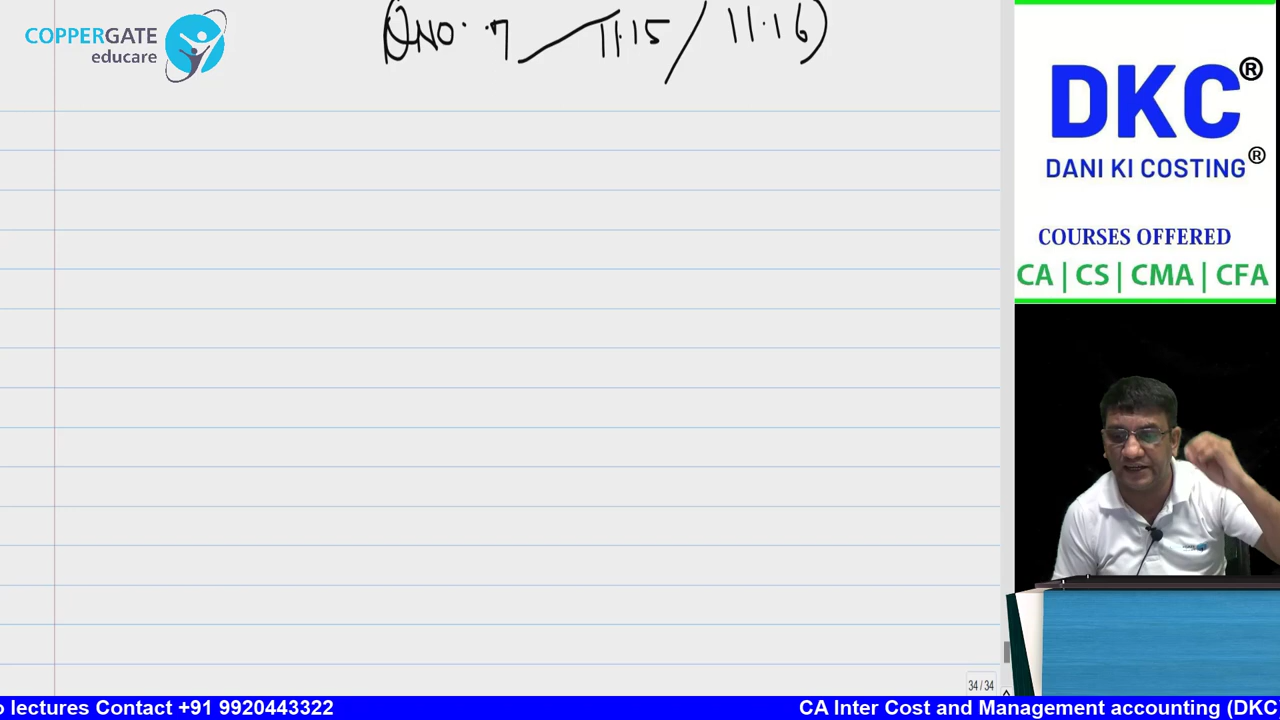 COPPERGATE
educare
(QNO. .7 11.15 / 11.16)
DKC®
DANI KI COSTING®
COURSES OFFERED
CA | CS | CMA | CFA
34 / 34
o lectures Contact +91 9920443322 CA Inter Cost and Management accounting (DKC